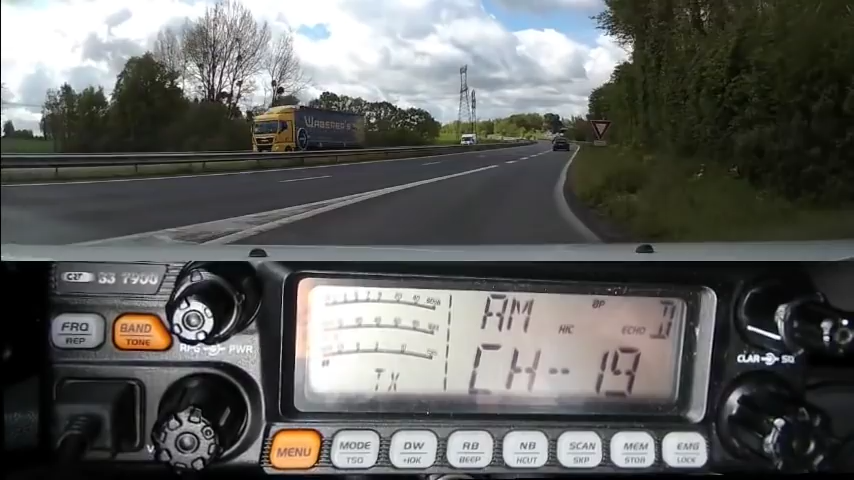 WABERER'S
CRT SS 7900
FRQ
REP
BAND
TONE
RFG PWR
AM BP D
HIC ECHO
CH--19
TX
CLAR SQ
MENU
MODE DW RB NB SCAN MEM EMG
TSQ +10K BEEP HCUT SKP STOR LOCK